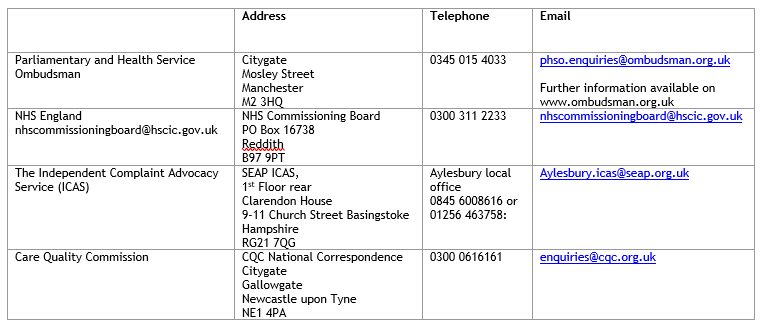 Address Telephone Email
Parliamentary and Health Service
Ombudsman
Citygate
Mosley Street
Manchester
M2 3HQ
0345 015 4033
phso.enquiries@ombudsman.org.uk
Further information available on
www.ombudsman.org.uk
NHS England
nhscommissioningboard@hscic.gov.uk
NHS Commissioning Board
PO Box 16738
Reddith
B97 9PT
0300 311 2233
nhscommissioningboard@hscic.gov.uk
The Independent Complaint Advocacy
Service (ICAS)
SEAP ICAS,
1st Floor rear
Clarendon House
9-11 Church Street Basingstoke
Hampshire
RG21 7QG
Aylesbury local
office
0845 6008616 or
01256 463758:
Aylesbury.icas@seap.org.uk
Care Quality Commission
CQC National Correspondence
Citygate
Gallowgate
Newcastle upon Tyne
NE1 4PA
0300 0616161
enquiries@cqc.org.uk